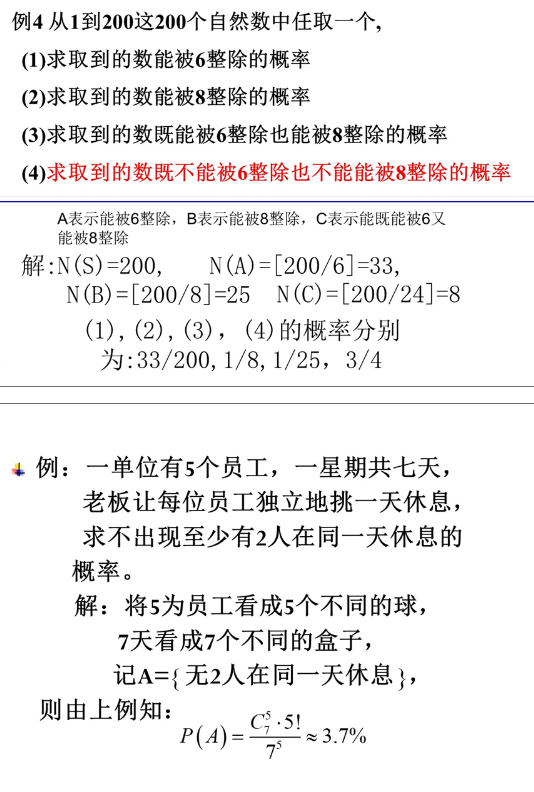 例4 从1到200这200个自然数中任取一个,
(1)求取到的数能被6整除的概率
(2)求取到的数能被8整除的概率
(3)求取到的数既能被6整除也能被8整除的概率
(4)求取到的数既不能被6整除也不能能被8整除的概率
A表示能被6整除，B表示能被8整除，C表示能既能被6又
能被8整除
解:N(S)=200, N(A)=[200/6]=33,
N(B)=[200/8]=25 N(C)=[200/24]=8
(1),(2),(3)，(4)的概率分别
为:33/200,1/8,1/25，3/4
例：一单位有5个员工，一星期共七天，
老板让每位员工独立地挑一天休息，
求不出现至少有2人在同一天休息的
概率。
解：将5为员工看成5个不同的球，
7天看成7个不同的盒子，
记A={ 无2人在同一天休息 }，
则由上例知：
P(A)=\frac{C_7^5·5!}{7^5}≈3.7%